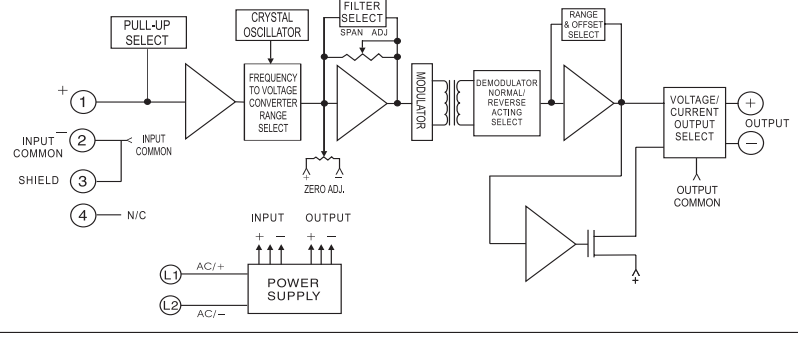 PULL-UP
SELECT
CRYSTAL
OSCILLATOR
FILTER
SELECT
SPAN ADJ
RANGE
& OFFSET
SELECT
+
1
FREQUENCY
TO VOLTAGE
CONVERTER
RANGE
SELECT
MODULATOR
DEMODULATOR
NORMAL/
REVERSE
ACTING
SELECT
VOLTAGE/
CURRENT
OUTPUT
SELECT
+
OUTPUT
−
−
INPUT
COMMON
2
INPUT
COMMON
SHIELD
3
+ −
ZERO ADJ.
OUTPUT
COMMON
4
N/C
INPUT OUTPUT
+ − + −
L1
AC/+
POWER
SUPPLY
L2
AC/−
+